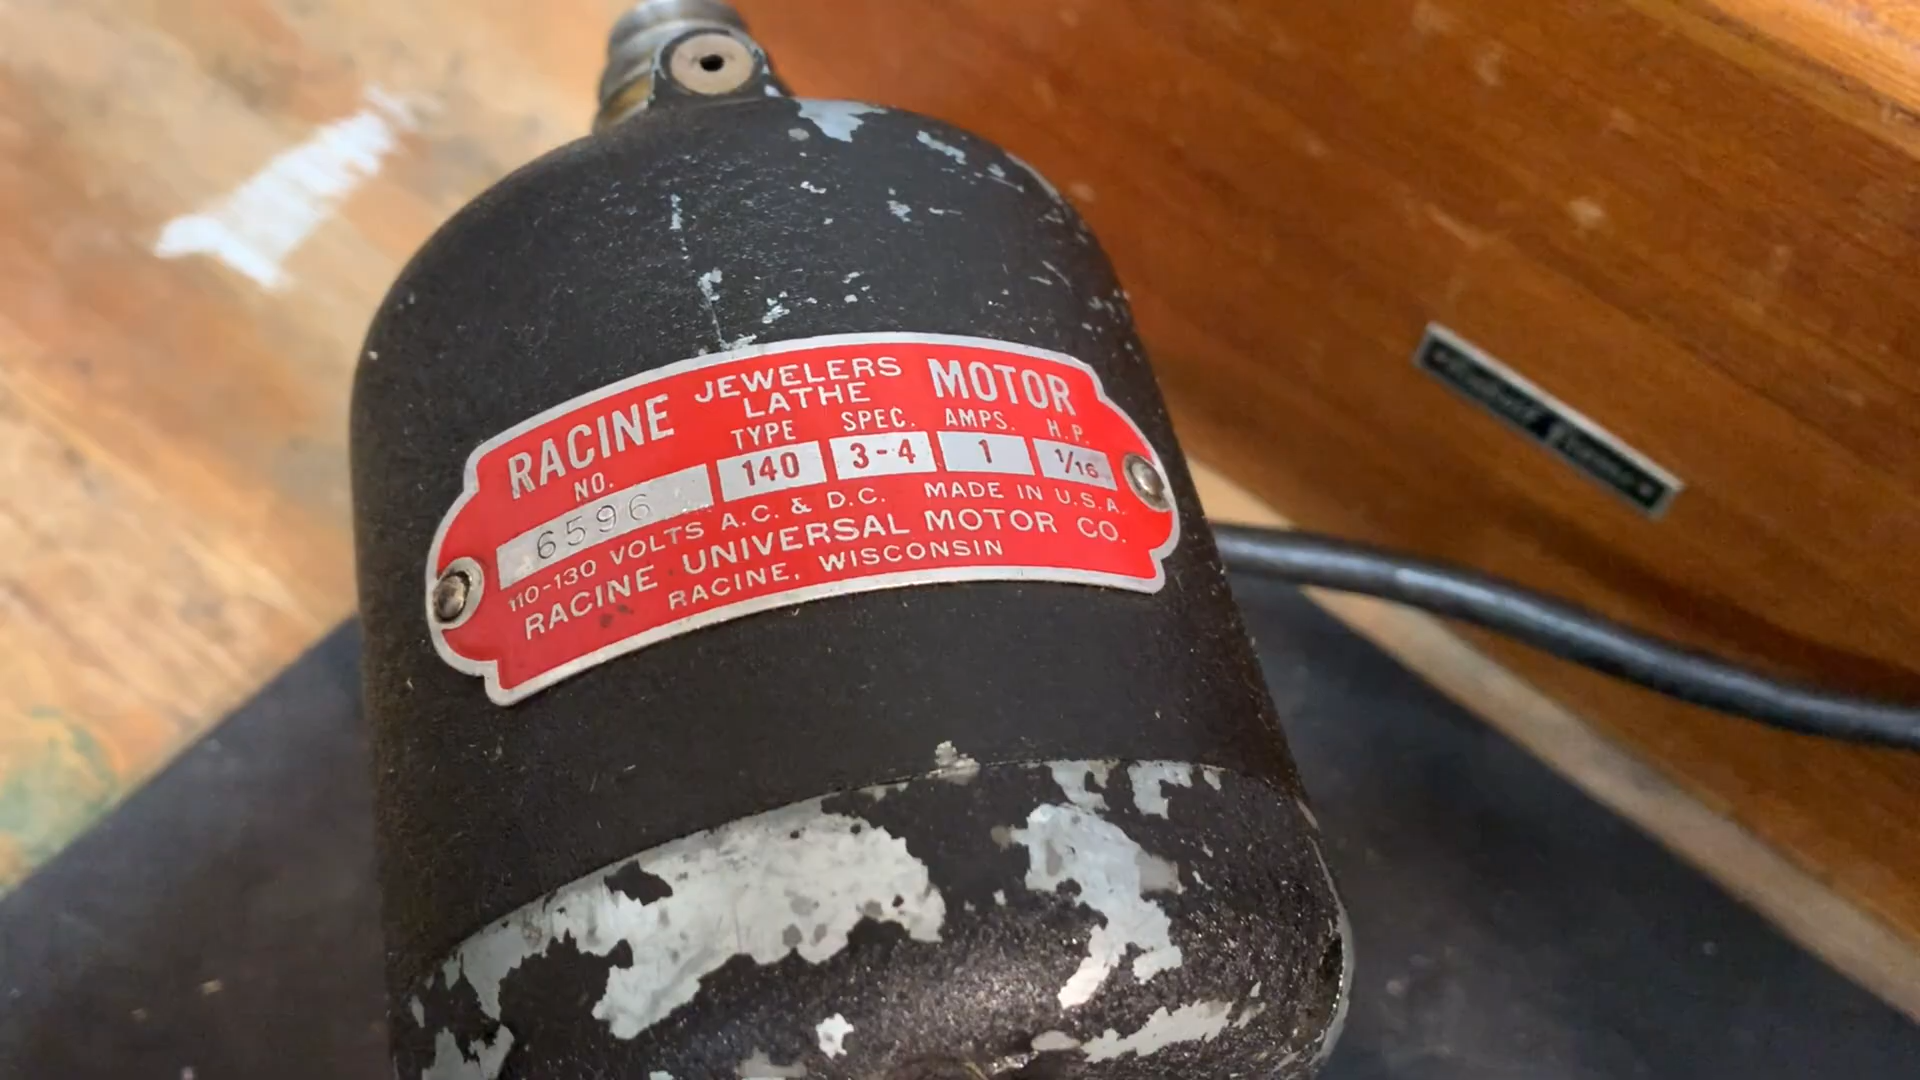 RACINE JEWELERS LATHE MOTOR
NO. TYPE SPEC. AMPS. H.P.
6596 140 3-4 1 1/16
110-130 VOLTS A.C. & D.C. MADE IN U.S.A.
RACINE UNIVERSAL MOTOR CO.
RACINE, WISCONSIN